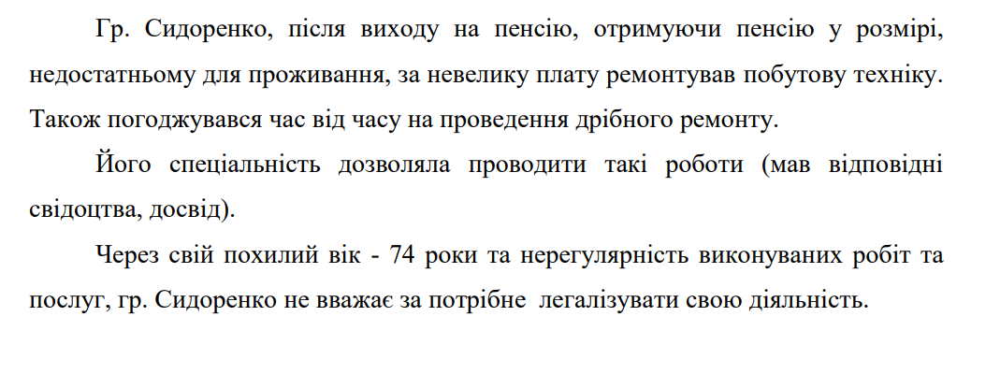 Гр. Сидоренко, після виходу на пенсію, отримуючи пенсію у розмірі,
недостатньому для проживання, за невелику плату ремонтував побутову техніку.
Також погоджувався час від часу на проведення дрібного ремонту.
Його спеціальність дозволяла проводити такі роботи (мав відповідні
свідоцтва, досвід).
Через свій похилий вік - 74 роки та нерегулярність виконуваних робіт та
послуг, гр. Сидоренко не вважає за потрібне легалізувати свою діяльність.